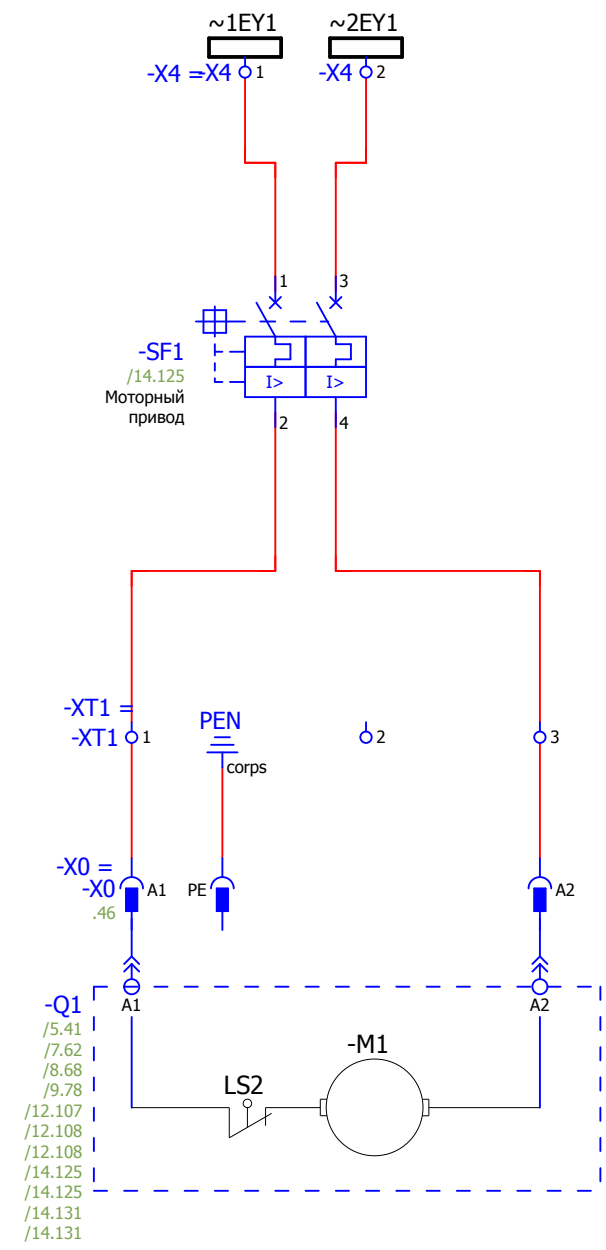 ~1EY1 ~2EY1
-X4 =-X4 1 -X4 2
1 3
-SF1
/14.125
Моторный
привод
I> I>
2 4
-XT1 =
-XT1 1 PEN 2 3
corps
-X0 =
-X0 A1 PE A2
.46
-Q1 A1 A2
/5.41
/7.62
/8.68
/9.78
/12.107
/12.108
/12.108
/14.125
/14.125
/14.131
/14.131
LS2 -M1